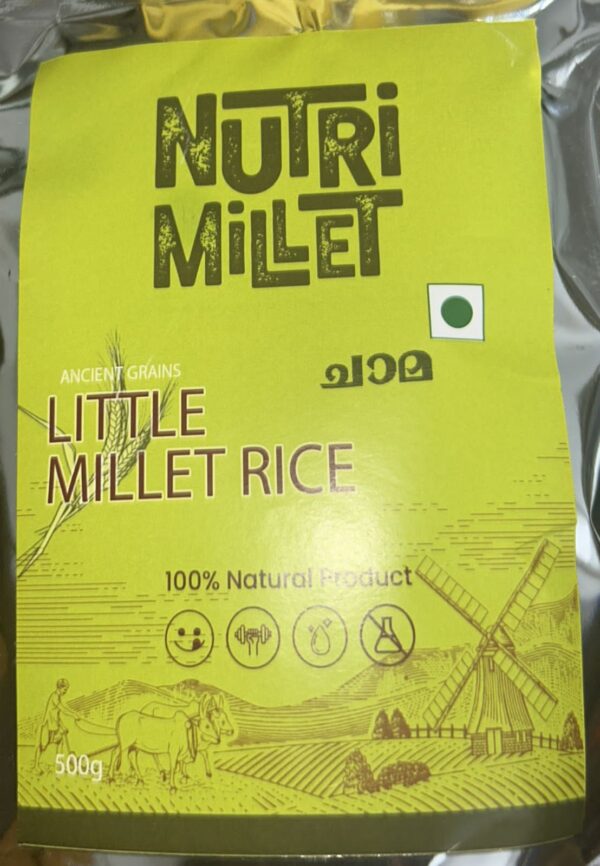 NUTRI
MILLET
ചാമ
ANCIENT GRAINS
LITTLE
MILLET RICE
100% Natural Product
500g